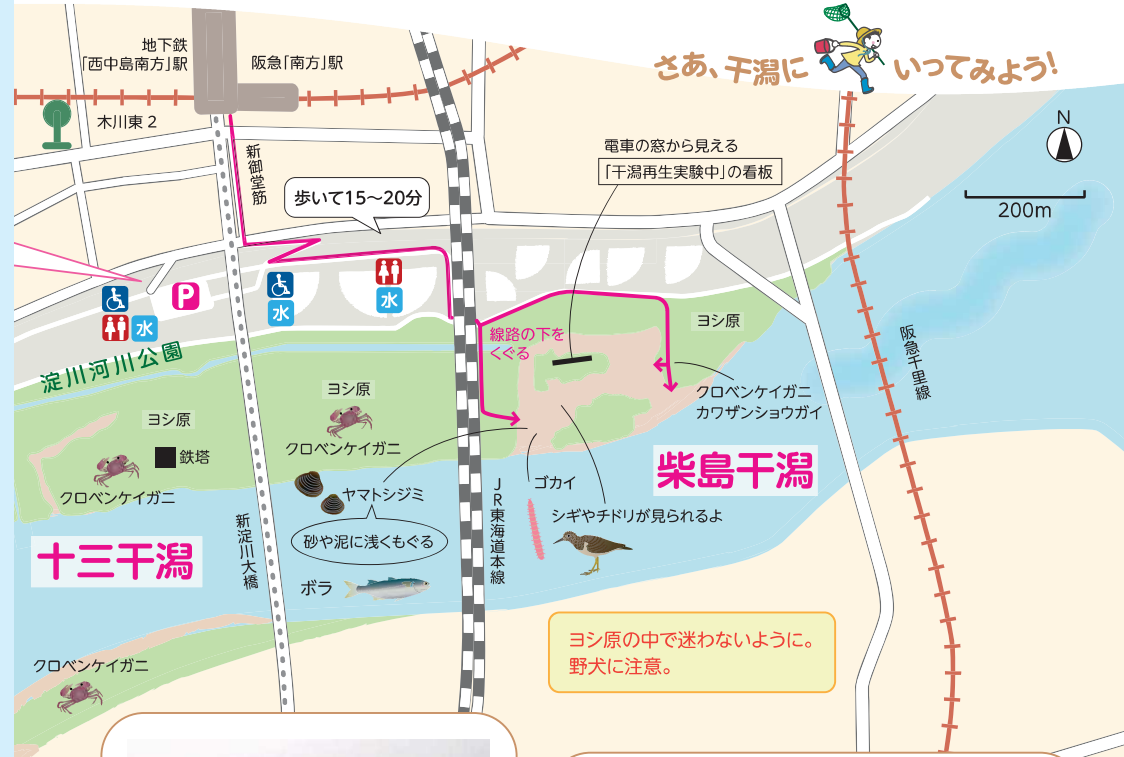 さあ、干潟に
いってみよう!
地下鉄
「西中島南方」駅
阪急「南方」駅
木川東2
新御堂筋
歩いて15〜20分
電車の窓から見える
「干潟再生実験中」の看板
N
200m
P
水
水
水
淀川河川公園
線路の下を
くぐる
ヨシ原
阪急千里線
クロベンケイガニ
カワザンショウガイ
柴島干潟
ヨシ原
クロベンケイガニ
ヨシ原
鉄塔
クロベンケイガニ
ヤマトシジミ
砂や泥に浅くもぐる
ボラ
JR東海道本線
ゴカイ
シギやチドリが見られるよ
十三干潟
新淀川大橋
クロベンケイガニ
ヨシ原の中で迷わないように。
野犬に注意。